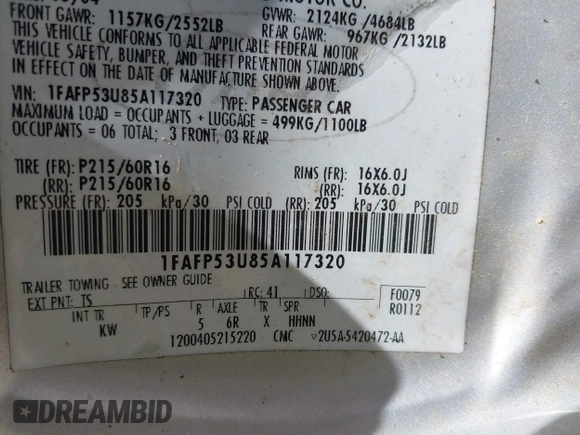 MOTOR CO.
FRONT GAWR: 1157KG/2552LB GVWR: 2124KG/4684LB
REAR GAWR: 967KG/2132LB
THIS VEHICLE CONFORMS TO ALL APPLICABLE FEDERAL MOTOR
VEHICLE SAFETY, BUMPER, AND THEFT PREVENTION STANDARDS
IN EFFECT ON THE DATE OF MANUFACTURE SHOWN ABOVE.
VIN: 1FAFP53U85A117320 TYPE: PASSENGER CAR
MAXIMUM LOAD = OCCUPANTS + LUGGAGE = 499KG/1100LB
OCCUPANTS = 06 TOTAL; 3 FRONT, 03 REAR
TIRE (FR): P215/60R16 RIMS (FR): 16X6.0J
(RR): P215/60R16 (RR): 16X6.0J
PRESSURE (FR): 205 kPa/30 PSI COLD (RR): 205 kPa/30 PSI COLD
1FAFP53U85A117320
TRAILER TOWING - SEE OWNER GUIDE
EXT PNT: TS RC: 41 DSO: F0079
INT TR TP/PS R AXLE TR SPR R0112
KW 5 6R X HHNN
1200405215220 CMC ▽2U5A-5420472-AA
DREAMBID